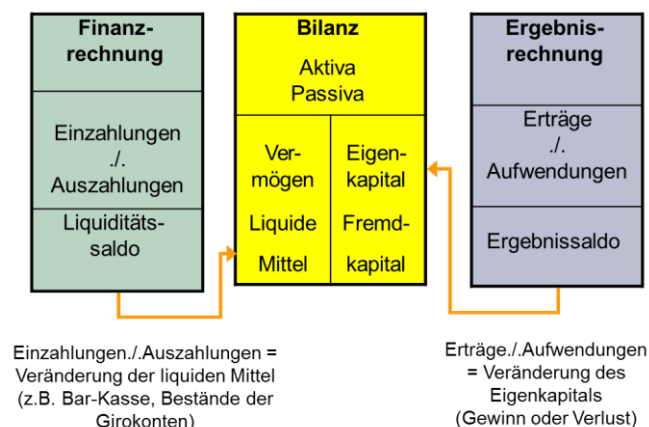 Finanz-
rechnung
Einzahlungen
./.
Auszahlungen
Liquiditäts-
saldo
Bilanz
Aktiva
Passiva
Ver-
mögen
Liquide
Mittel
Eigen-
kapital
Fremd-
kapital
Ergebnis-
rechnung
Erträge
./.
Aufwendungen
Ergebnissaldo
Einzahlungen./.Auszahlungen =
Veränderung der liquiden Mittel
(z.B. Bar-Kasse, Bestände der
Girokonten)
Erträge./.Aufwendungen
= Veränderung des
Eigenkapitals
(Gewinn oder Verlust)